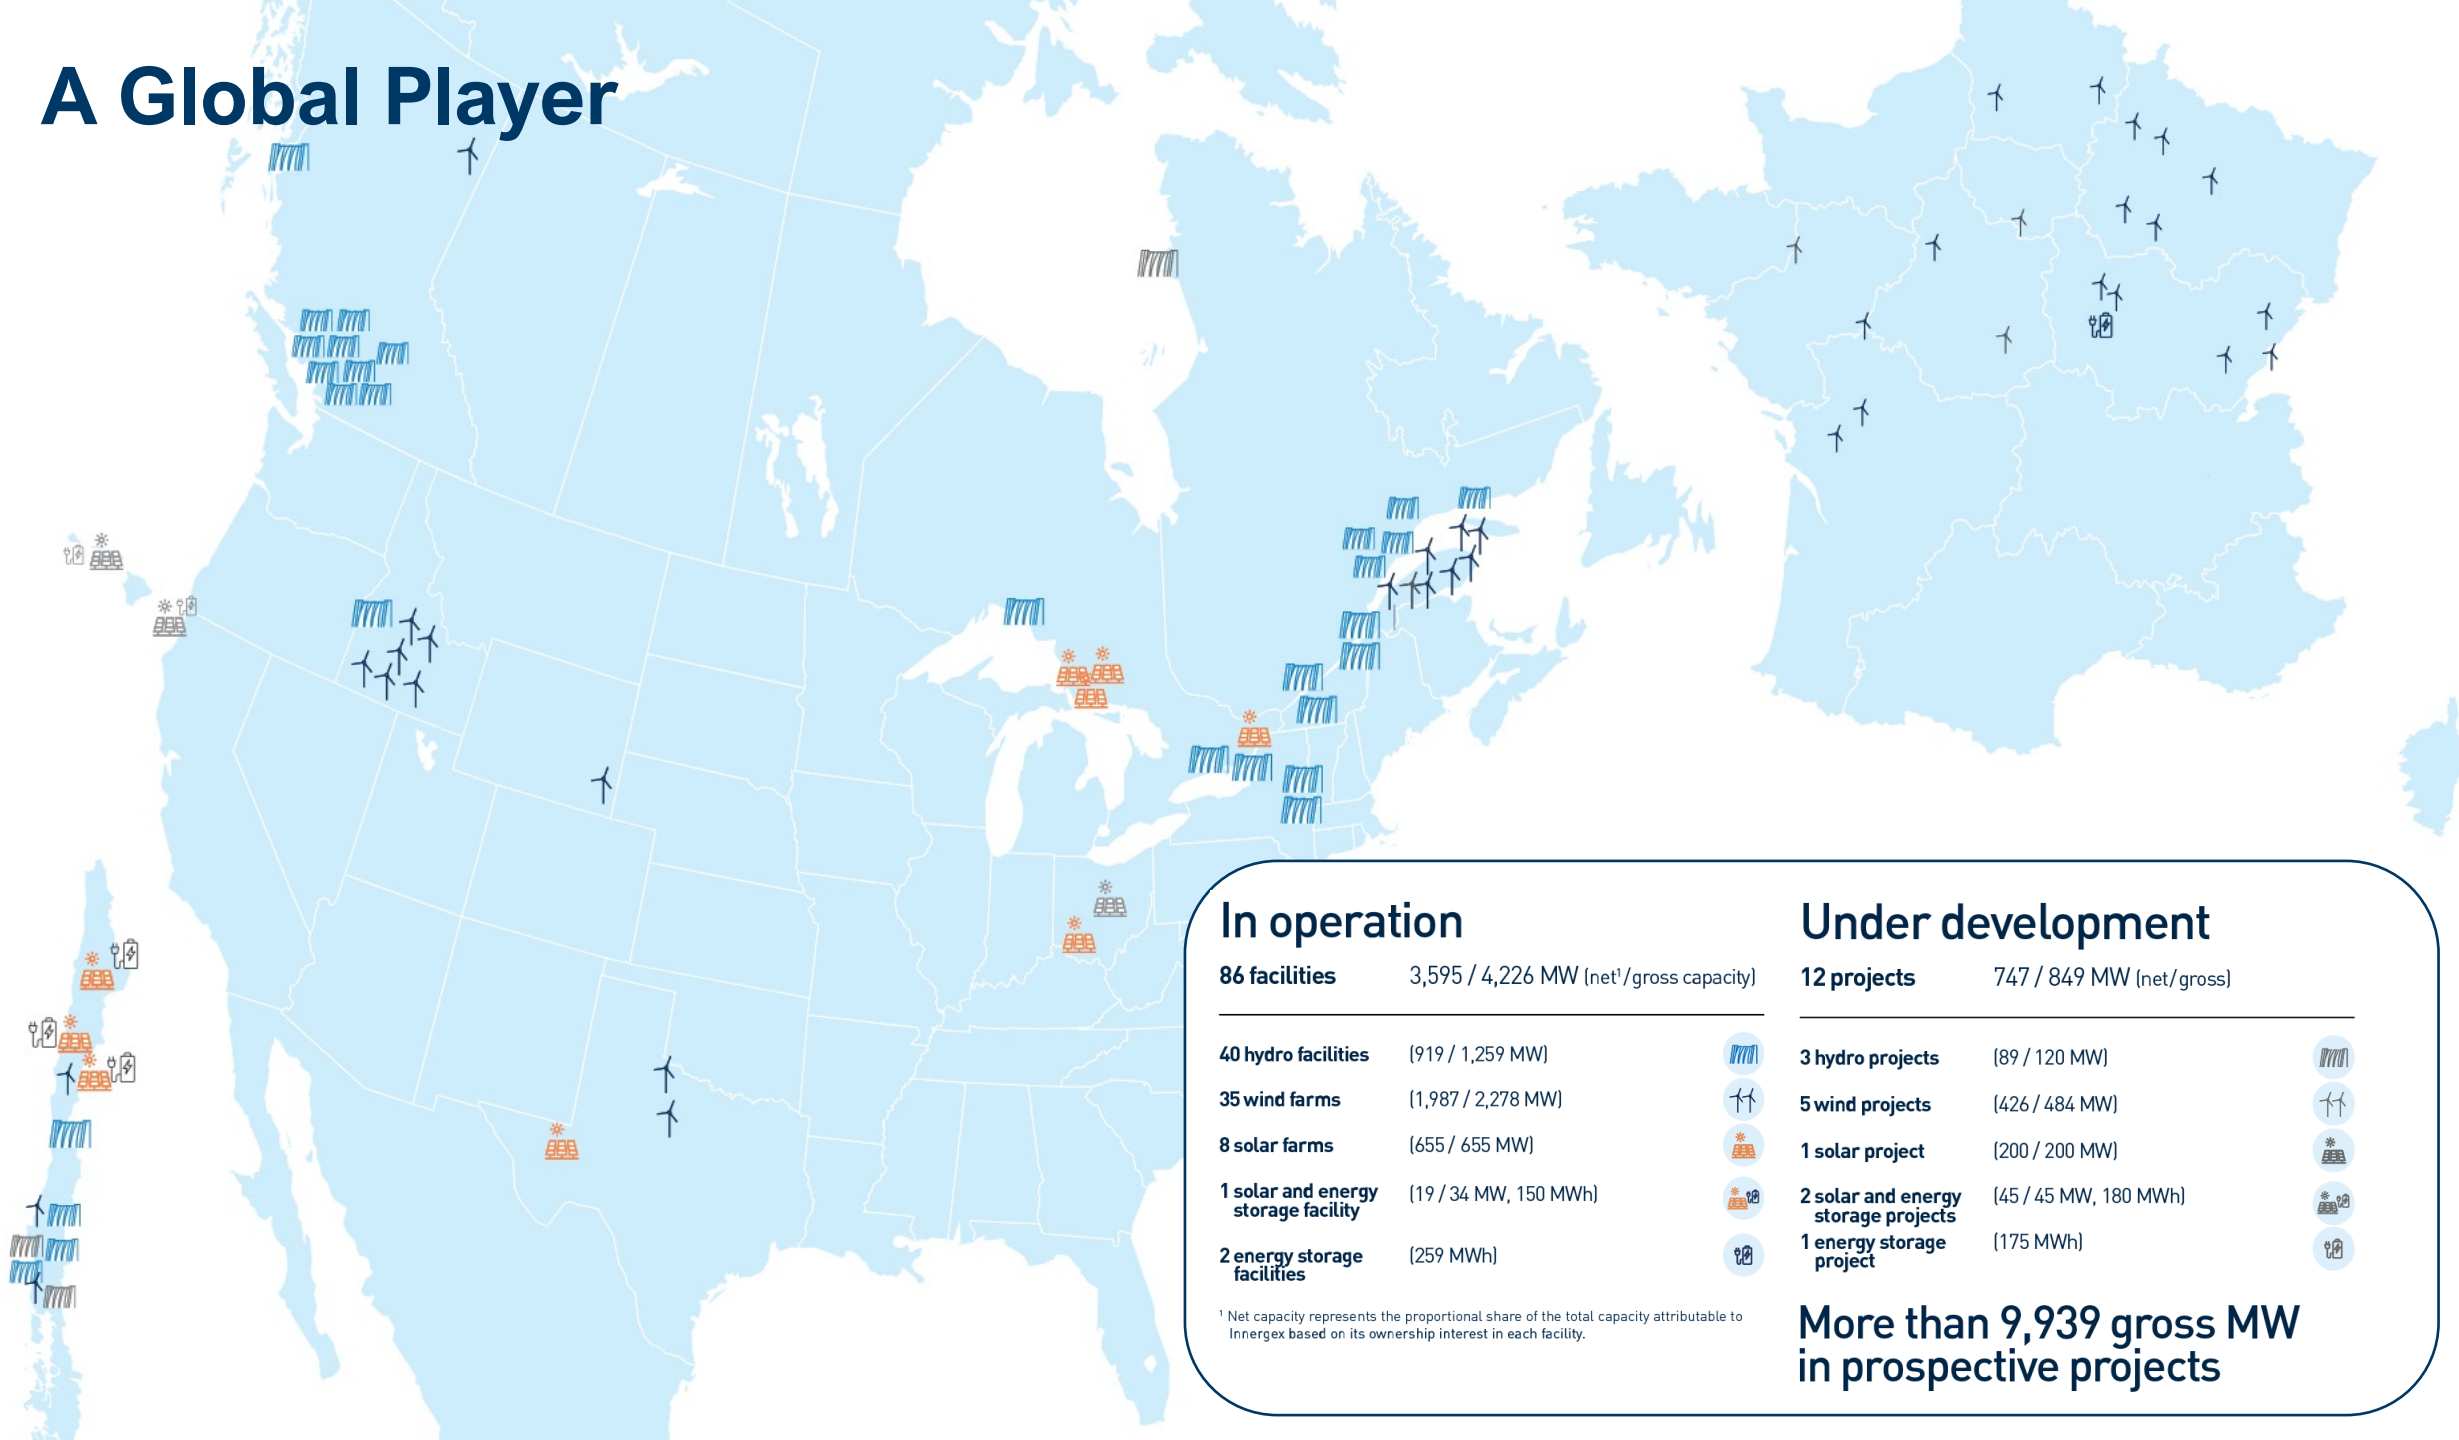 A Global Player
In operation
86 facilities 3,595 / 4,226 MW (net¹/gross capacity)
40 hydro facilities (919 / 1,259 MW)
35 wind farms (1,987 / 2,278 MW)
8 solar farms (655 / 655 MW)
1 solar and energy (19 / 34 MW, 150 MWh)
storage facility
2 energy storage (259 MWh)
facilities
¹ Net capacity represents the proportional share of the total capacity attributable to
Innergex based on its ownership interest in each facility.
Under development
12 projects 747 / 849 MW (net/gross)
3 hydro projects (89 / 120 MW)
5 wind projects (426 / 484 MW)
1 solar project (200 / 200 MW)
2 solar and energy (45 / 45 MW, 180 MWh)
storage projects
1 energy storage (175 MWh)
project
More than 9,939 gross MW
in prospective projects